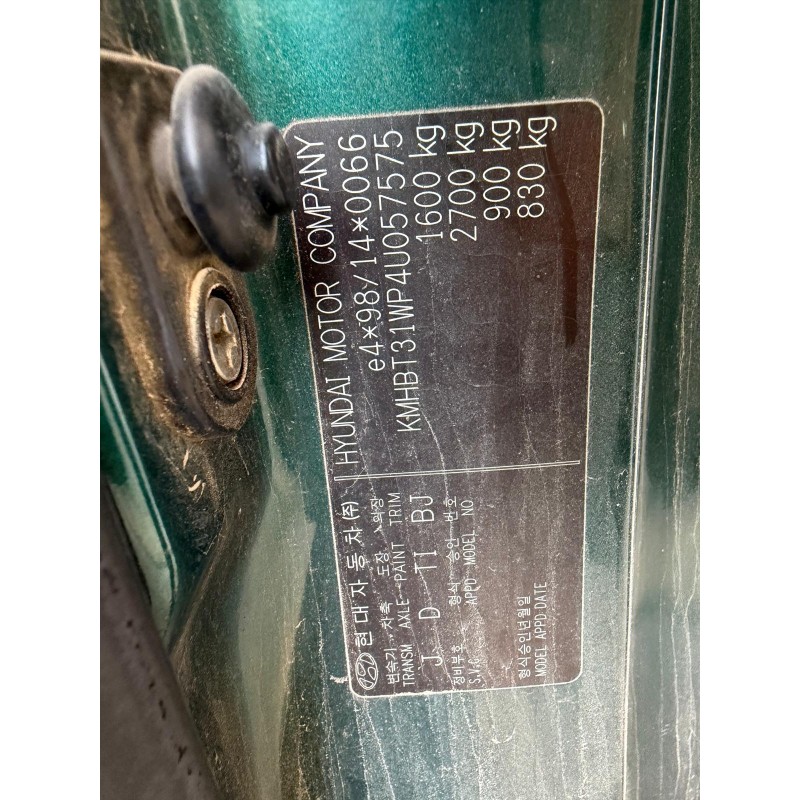 현대자동차(주) HYUNDAI MOTOR COMPANY
e4*98/14*0066
KMHBT31WP4U057575
1600 kg
2700 kg
900 kg
830 kg
변속기 차축 도장 내장
TRANSM AXLE PAINT TRIM
J D TI BJ
정비부호 형식 승인 번호
S.V.C. APPD MODEL NO
형식승인년월일
MODEL APPD DATE